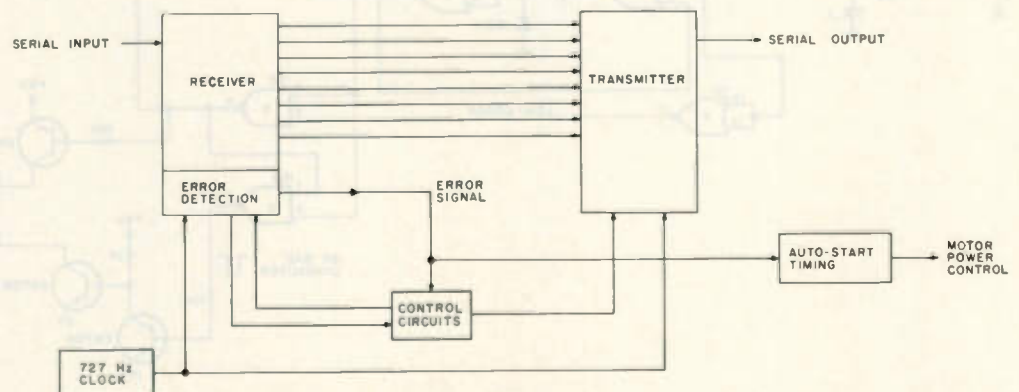 SERIAL INPUT
RECEIVER
TRANSMITTER
SERIAL OUTPUT
ERROR
DETECTION
ERROR
SIGNAL
AUTO-START
TIMING
MOTOR
POWER
CONTROL
CONTROL
CIRCUITS
727 Hz
CLOCK